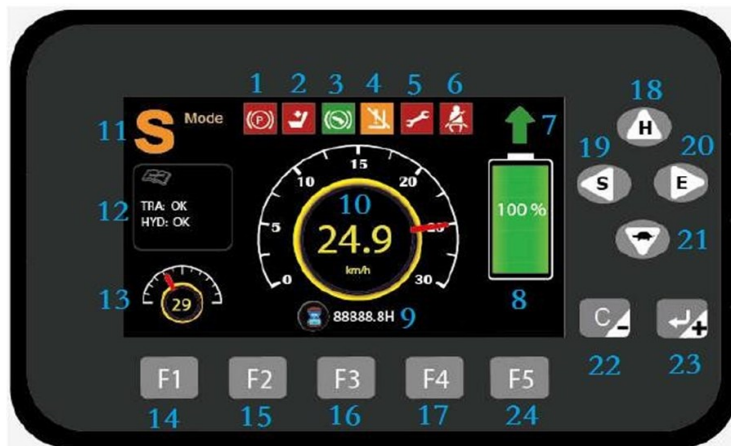 1 2 3 4 5 6
18
11 S Mode
(P)
7
H
19 20
15
10 20
S E
12
TRA: OK
HYD: OK
10
100 %
5 25
24.9
21
km/h
13
29
0 30
8
88888.8H 9
C - +
22 23
F1 F2 F3 F4 F5
14 15 16 17 24